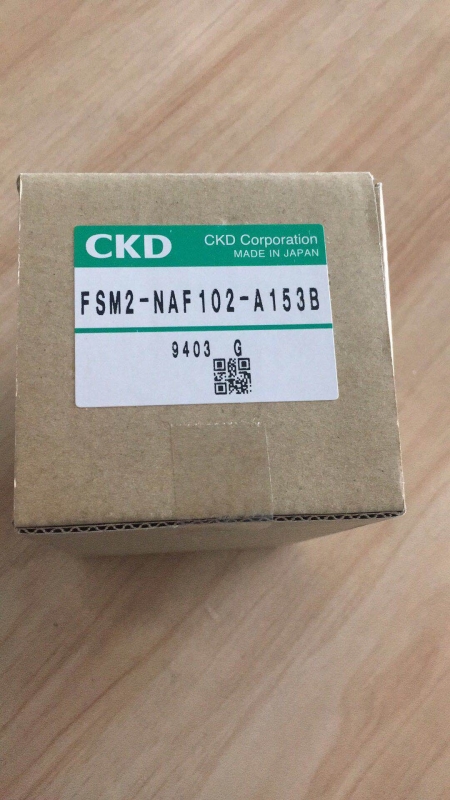 CKD
CKD Corporation
MADE IN JAPAN
FSM2-NAF102-A153B
9403 G